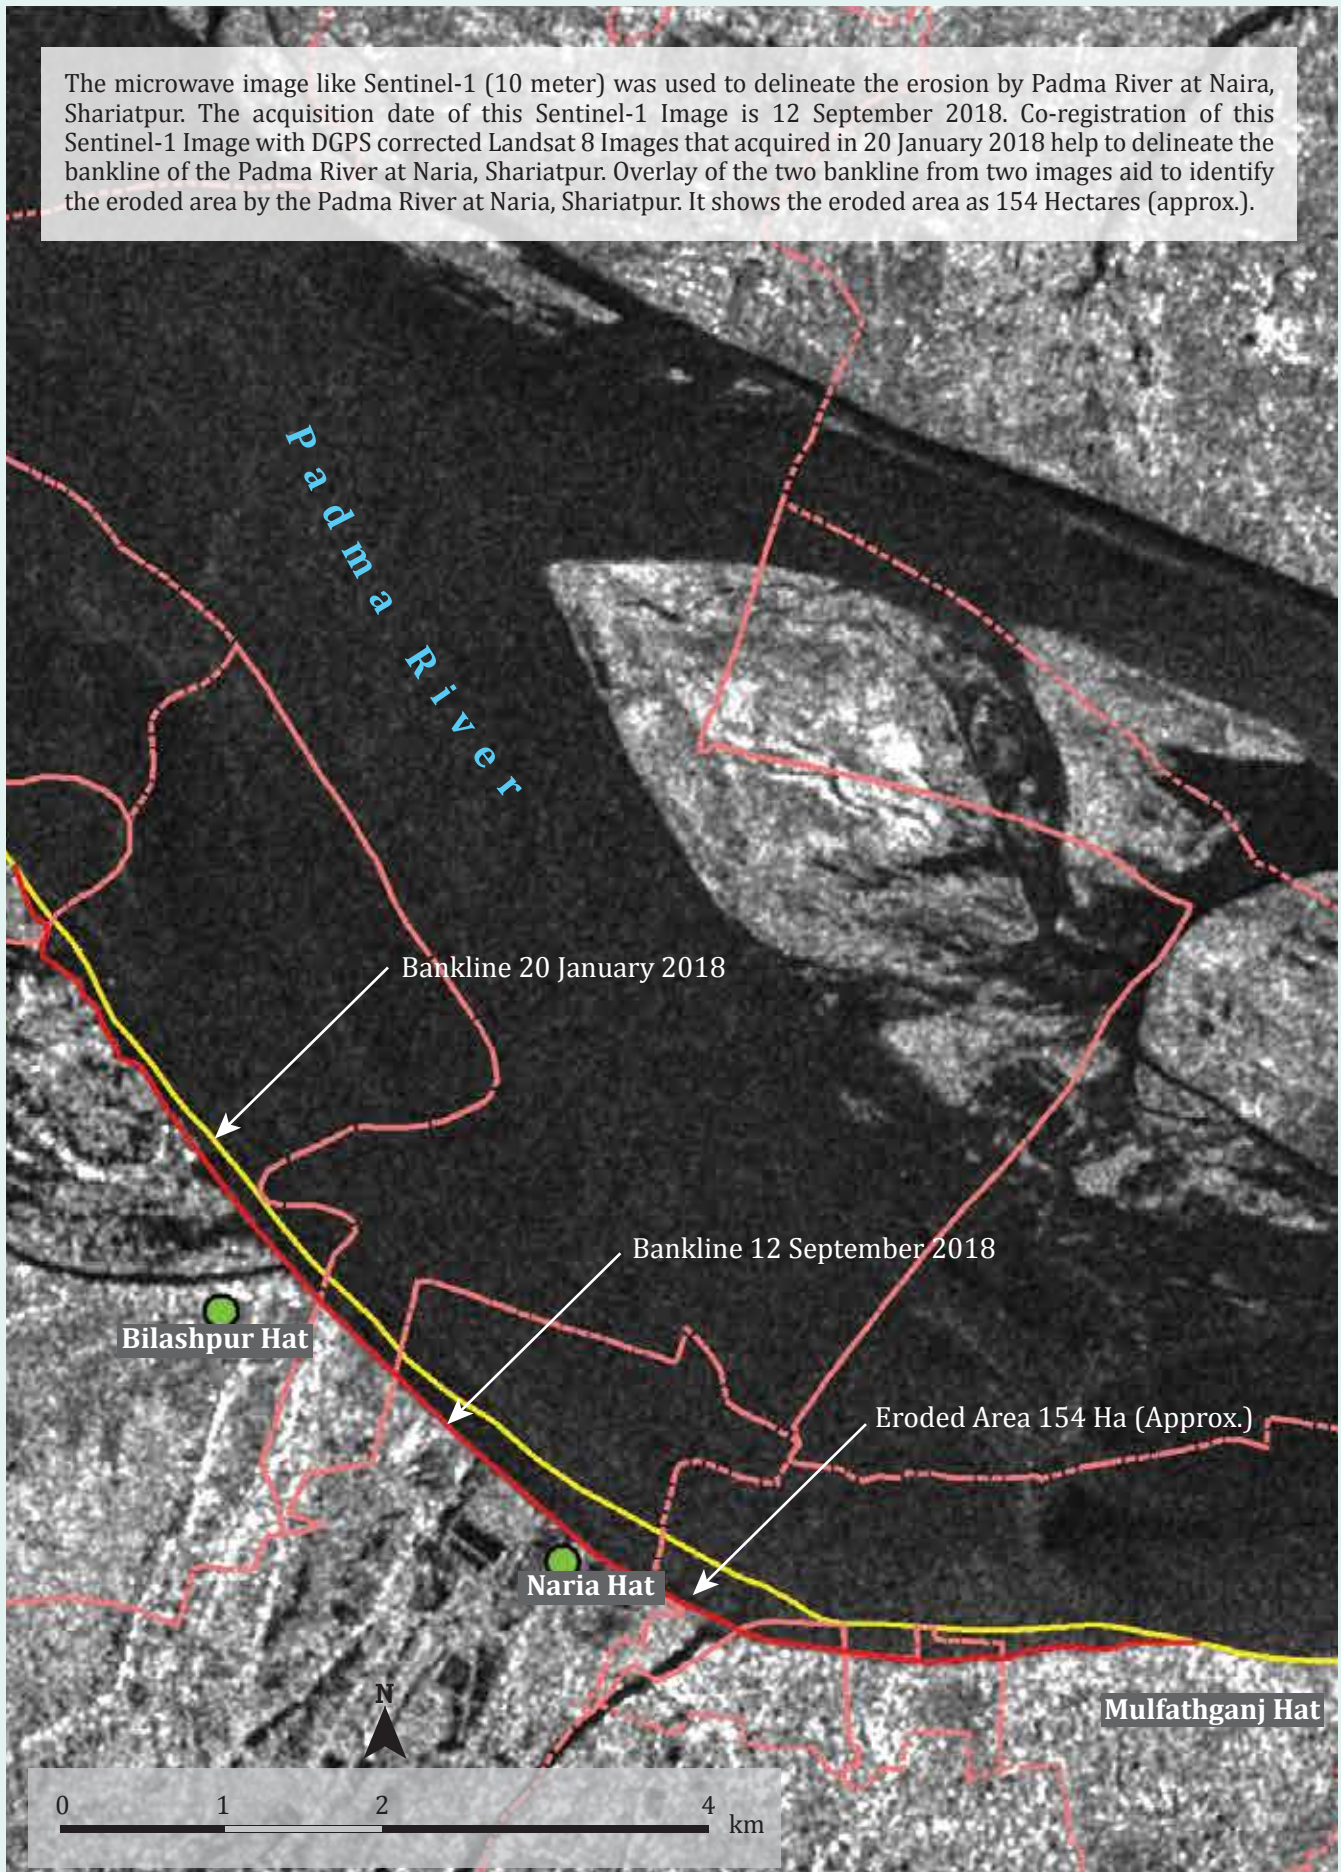 The microwave image like Sentinel-1 (10 meter) was used to delineate the erosion by Padma River at Naira,
Shariatpur. The acquisition date of this Sentinel-1 Image is 12 September 2018. Co-registration of this
Sentinel-1 Image with DGPS corrected Landsat 8 Images that acquired in 20 January 2018 help to delineate the
bankline of the Padma River at Naria, Shariatpur. Overlay of the two bankline from two images aid to identify
the eroded area by the Padma River at Naria, Shariatpur. It shows the eroded area as 154 Hectares (approx.).
Padma River
Bankline 20 January 2018
Bankline 12 September 2018
Bilashpur Hat
Eroded Area 154 Ha (Approx.)
Naria Hat
N
Mulfathganj Hat
0 1 2 4 km